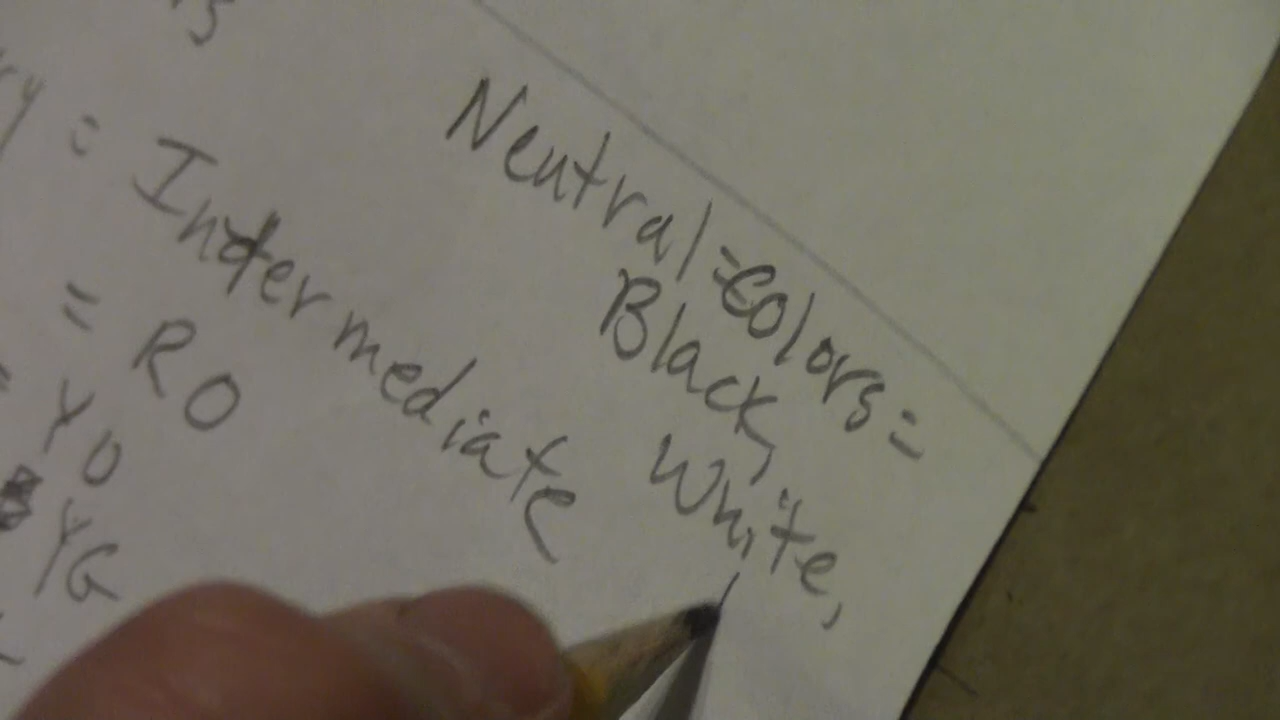 Neutral = Colors =
Black,
White,
= Intermediate
= RO
= YO
YG